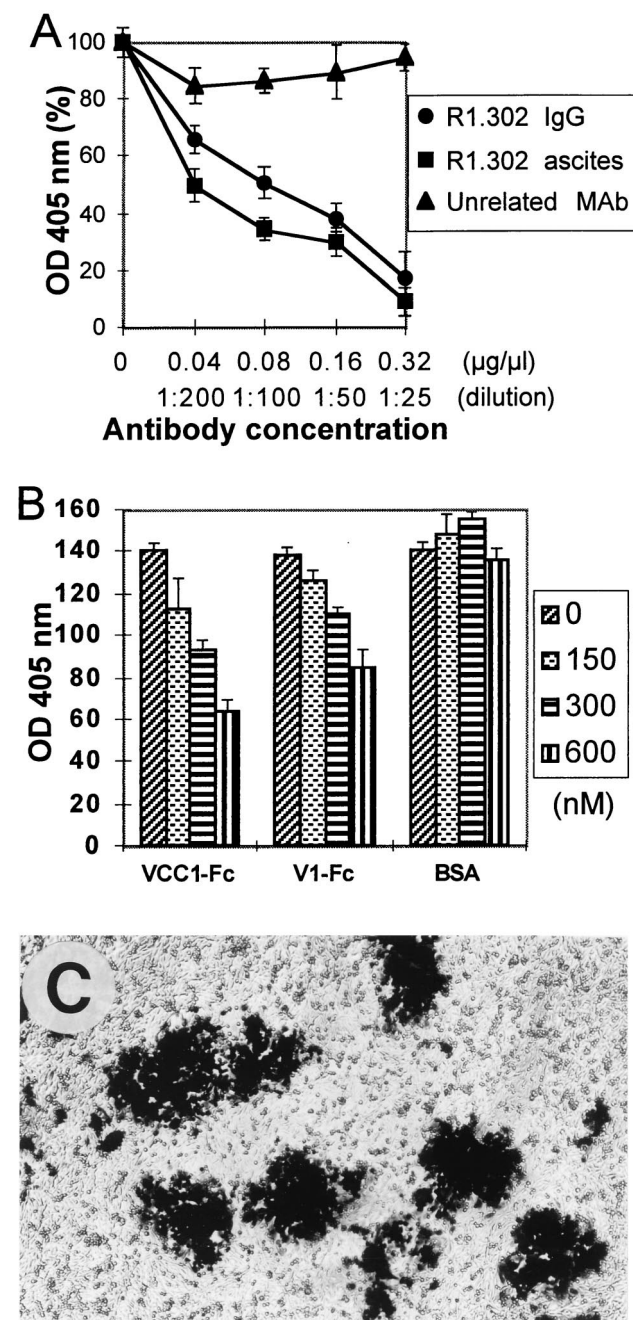 A
100
80
60
40
20
0
OD 405 nm (%)
R1.302 IgG
R1.302 ascites
Unrelated MAb
0 0.04 0.08 0.16 0.32 (µg/µl)
1:200 1:100 1:50 1:25 (dilution)
Antibody concentration
B
160
140
120
100
80
60
40
20
0
OD 405 nm
VCC1-Fc V1-Fc BSA
0
150
300
600
(nM)
C